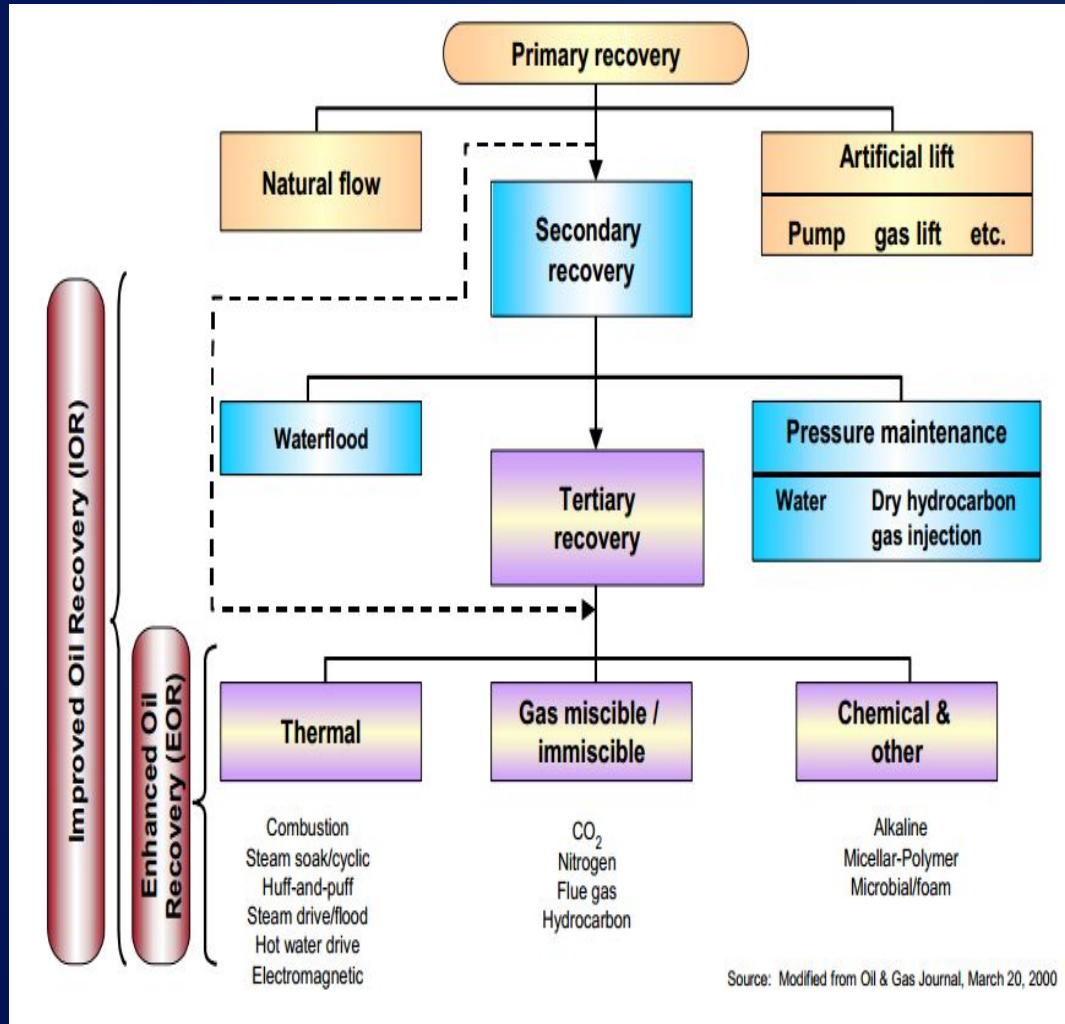 Primary recovery
Natural flow
Artificial lift
Pump gas lift etc.
Secondary
recovery
Waterflood
Pressure maintenance
Water Dry hydrocarbon
gas injection
Tertiary
recovery
Improved Oil Recovery (IOR)
Enhanced Oil
Recovery (EOR)
Thermal
Gas miscible /
immiscible
Chemical &
other
Combustion
Steam soak/cyclic
Huff-and-puff
Steam drive/flood
Hot water drive
Electromagnetic
CO₂
Nitrogen
Flue gas
Hydrocarbon
Alkaline
Micellar-Polymer
Microbial/foam
Source: Modified from Oil & Gas Journal, March 20, 2000